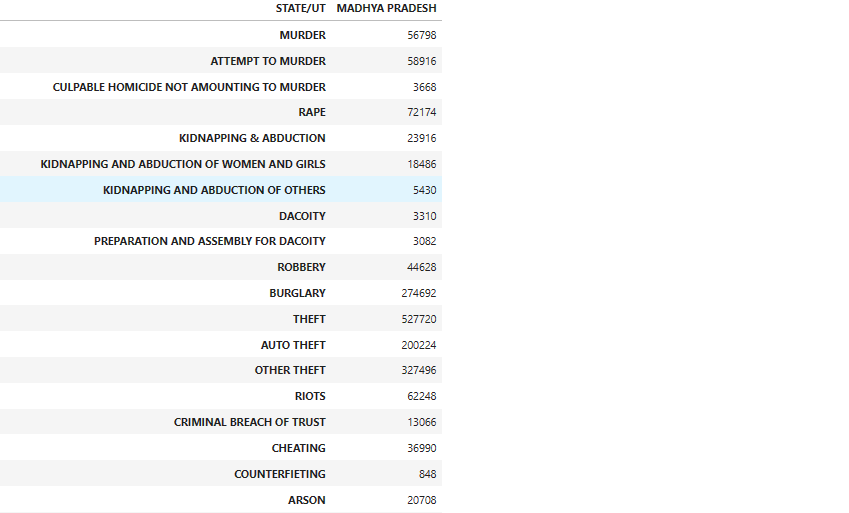 STATE/UT MADHYA PRADESH
MURDER 56798
ATTEMPT TO MURDER 58916
CULPABLE HOMICIDE NOT AMOUNTING TO MURDER 3668
RAPE 72174
KIDNAPPING & ABDUCTION 23916
KIDNAPPING AND ABDUCTION OF WOMEN AND GIRLS 18486
KIDNAPPING AND ABDUCTION OF OTHERS 5430
DACOITY 3310
PREPARATION AND ASSEMBLY FOR DACOITY 3082
ROBBERY 44628
BURGLARY 274692
THEFT 527720
AUTO THEFT 200224
OTHER THEFT 327496
RIOTS 62248
CRIMINAL BREACH OF TRUST 13066
CHEATING 36990
COUNTERFIETING 848
ARSON 20708